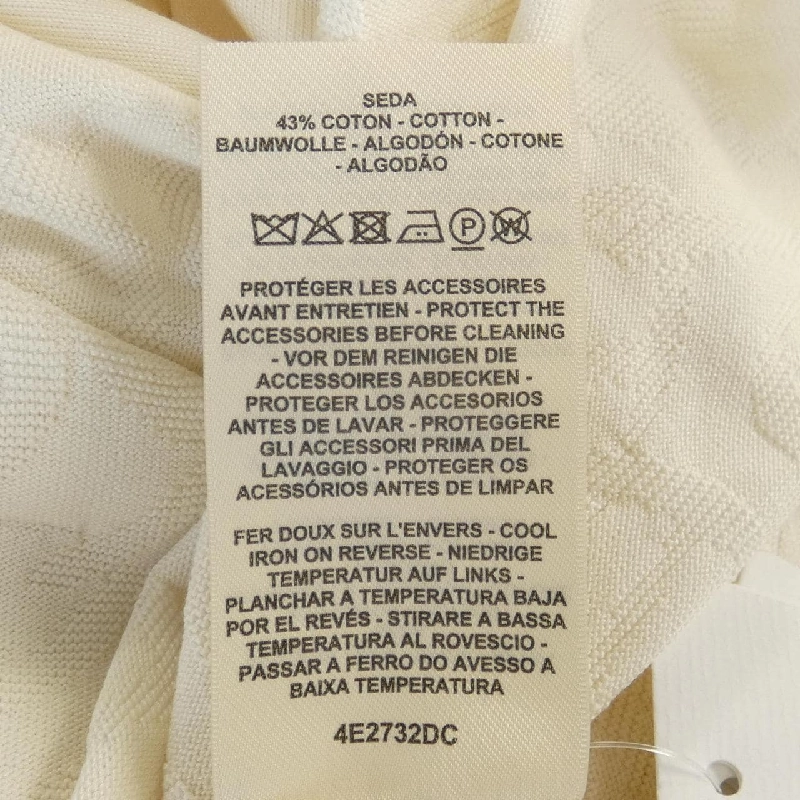 SEDA
43% COTON - COTTON -
BAUMWOLLE - ALGODÓN - COTONE
- ALGODÃO
P
W
PROTÉGER LES ACCESSOIRES
AVANT ENTRETIEN - PROTECT THE
ACCESSORIES BEFORE CLEANING
- VOR DEM REINIGEN DIE
ACCESSOIRES ABDECKEN -
PROTEGER LOS ACCESORIOS
ANTES DE LAVAR - PROTEGGERE
GLI ACCESSORI PRIMA DEL
LAVAGGIO - PROTEGER OS
ACESSÓRIOS ANTES DE LIMPAR
FER DOUX SUR L'ENVERS - COOL
IRON ON REVERSE - NIEDRIGE
TEMPERATUR AUF LINKS -
PLANCHAR A TEMPERATURA BAJA
POR EL REVÉS - STIRARE A BASSA
TEMPERATURA AL ROVESCIO -
PASSAR A FERRO DO AVESSO A
BAIXA TEMPERATURA
4E2732DC